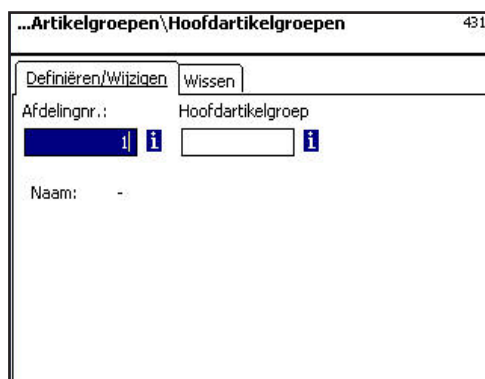 ...Artikelgroepen\Hoofdartikelgroepen 431
Definiëren/Wijzigen Wissen
Afdelingnr.: Hoofdartikelgroep
1 i i
Naam: -